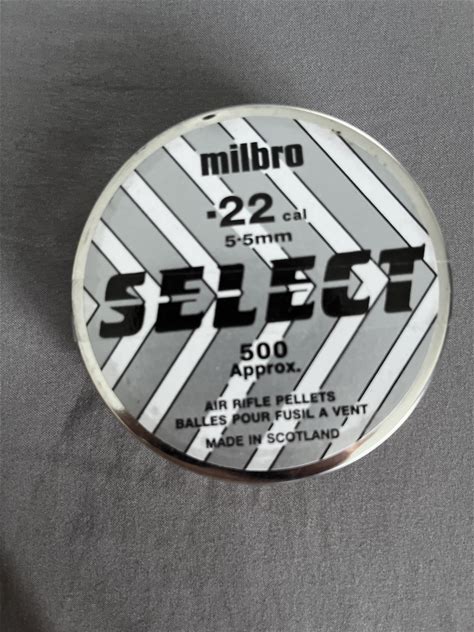 milbro
.22 cal
5·5mm
SELECT
500
Approx.
AIR RIFLE PELLETS
BALLES POUR FUSIL A VENT
MADE IN SCOTLAND